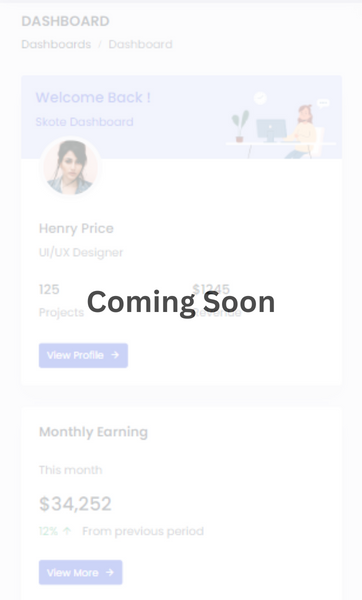 DASHBOARD
Dashboards / Dashboard
Welcome Back !
Skote Dashboard
Henry Price
UI/UX Designer
125 $1245
Coming Soon
Projects Revenue
View Profile →
Monthly Earning
This month
$34,252
12% ↑ From previous period
View More →